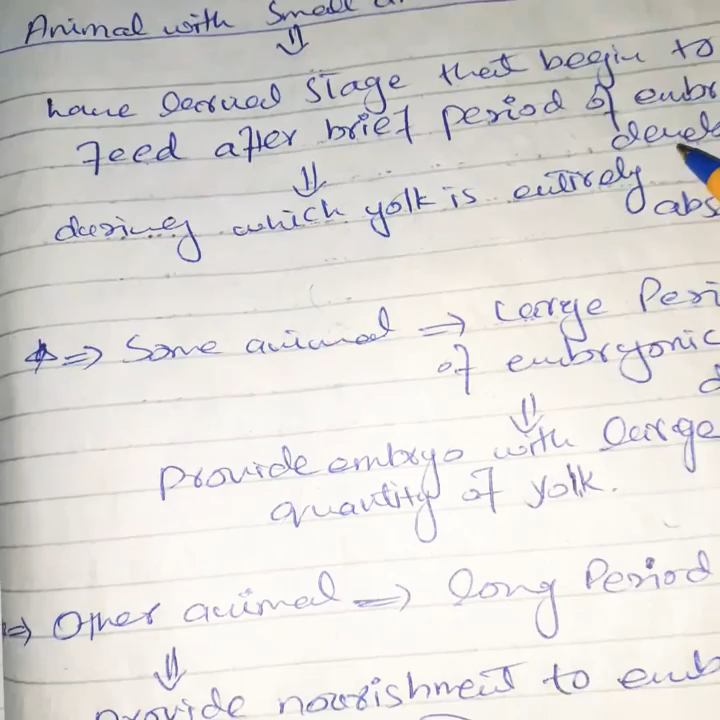 Animal with Small
⇓
have larval stage that begin to
feed after brief period of embr
devel
⇓
during which yolk is entirely
abs
⇒ Some animal ⇒ Large Peri
of embryonic
d
⇓
Provide embryo with large
quantity of yolk.
⇒ Other animal ⇒ long Period
⇓
provide nourishment to emb